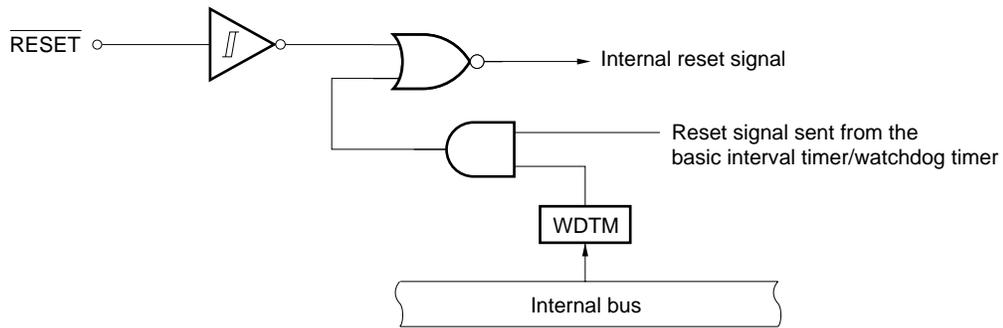 RESET
Internal reset signal
Reset signal sent from the
basic interval timer/watchdog timer
WDTM
Internal bus